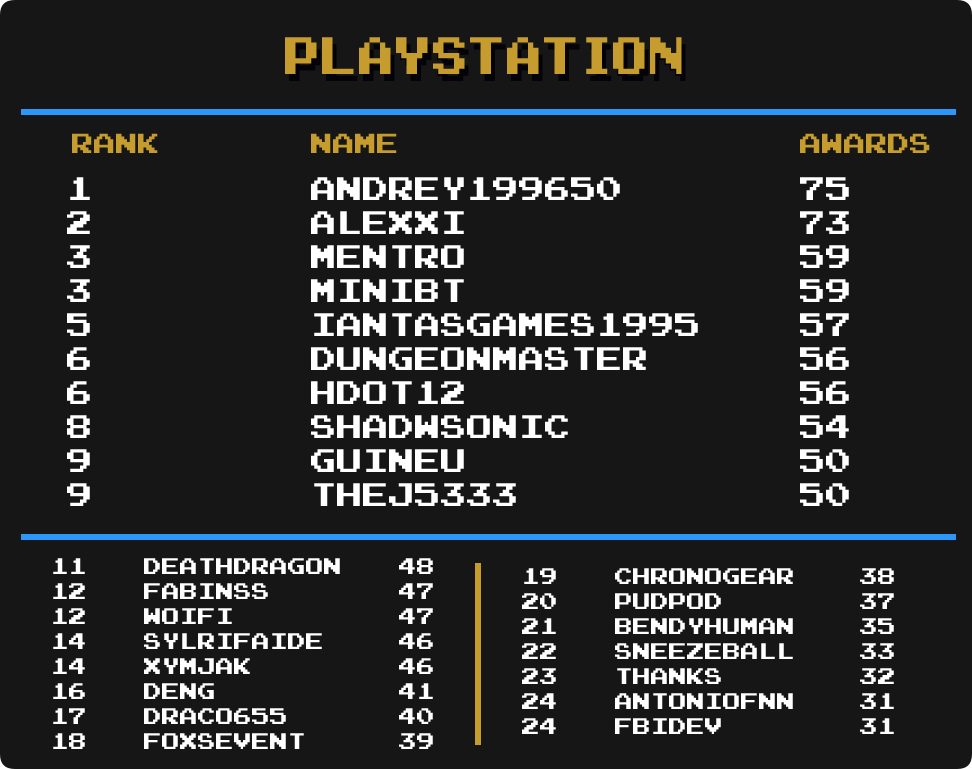 PLAYSTATION
RANK NAME AWARDS
1 ANDREY199650 75
2 ALEXXI 73
3 MENTRO 59
3 MINIBT 59
5 IANTASGAMES1995 57
6 DUNGEONMASTER 56
6 HDOT12 56
8 SHADWSONIC 54
9 GUINEU 50
9 THEJ5333 50
11 DEATHDRAGON 48
12 FABINSS 47
12 WOIFI 47
14 SYLRIFAIDE 46
14 XYMJAK 46
16 DENG 41
17 DRACO655 40
18 FOXSEVENT 39
19 CHRONOGEAR 38
20 PUDPOD 37
21 BENDYHUMAN 35
22 SNEEZEBALL 33
23 THANKS 32
24 ANTONIOFNN 31
24 FBIDEV 31